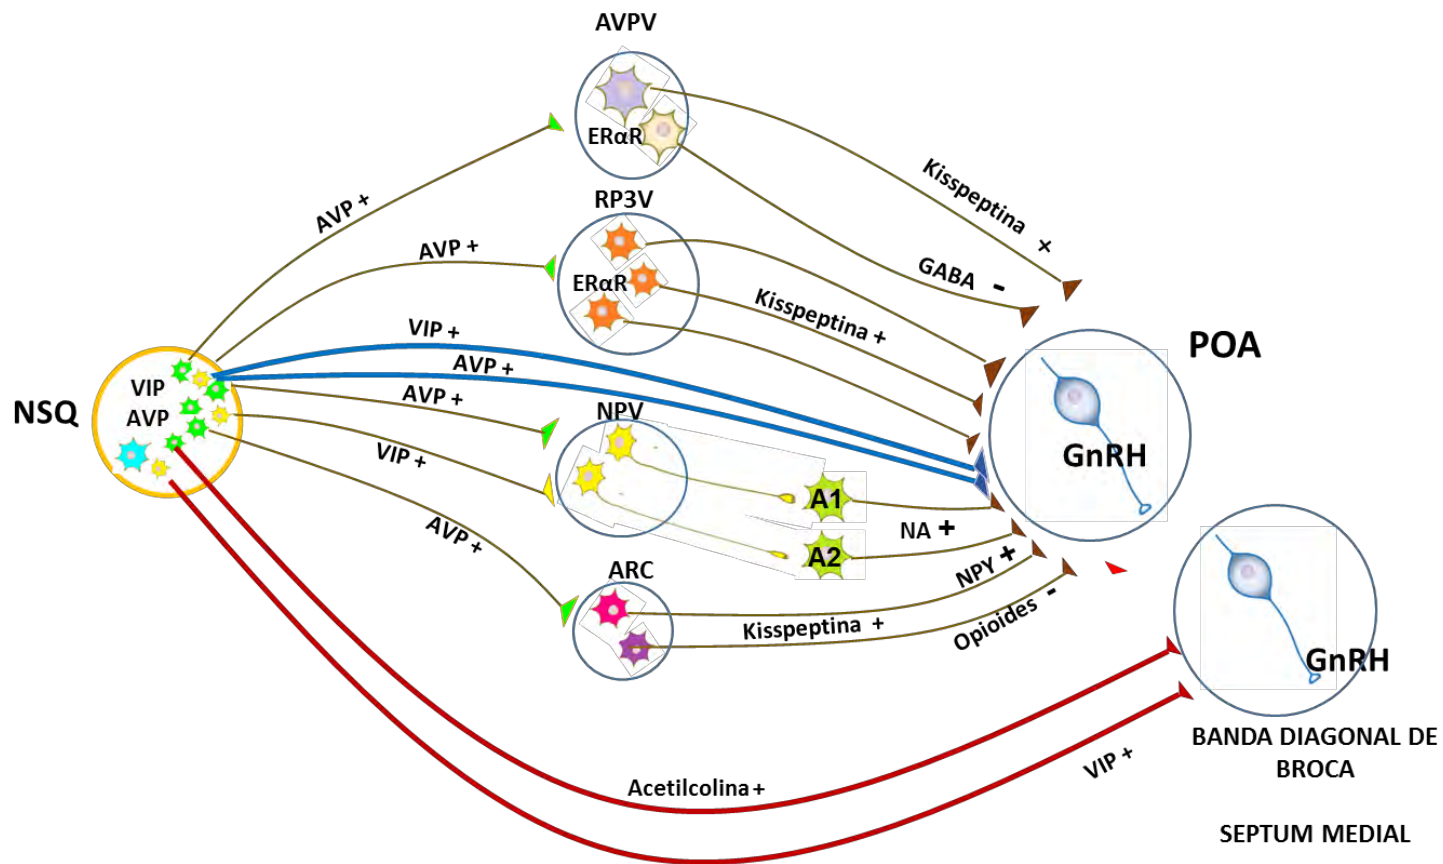 AVPV
ERαR
Kisspeptina +
GABA -
AVP +
RP3V
ERαR
AVP +
Kisspeptina +
VIP +
AVP +
POA
NSQ
VIP
AVP
AVP +
NPV
GnRH
VIP +
A1
NA +
A2
AVP +
NPY +
ARC
Kisspeptina +
Opioides -
GnRH
BANDA DIAGONAL DE
BROCA
Acetilcolina+
VIP +
SEPTUM MEDIAL